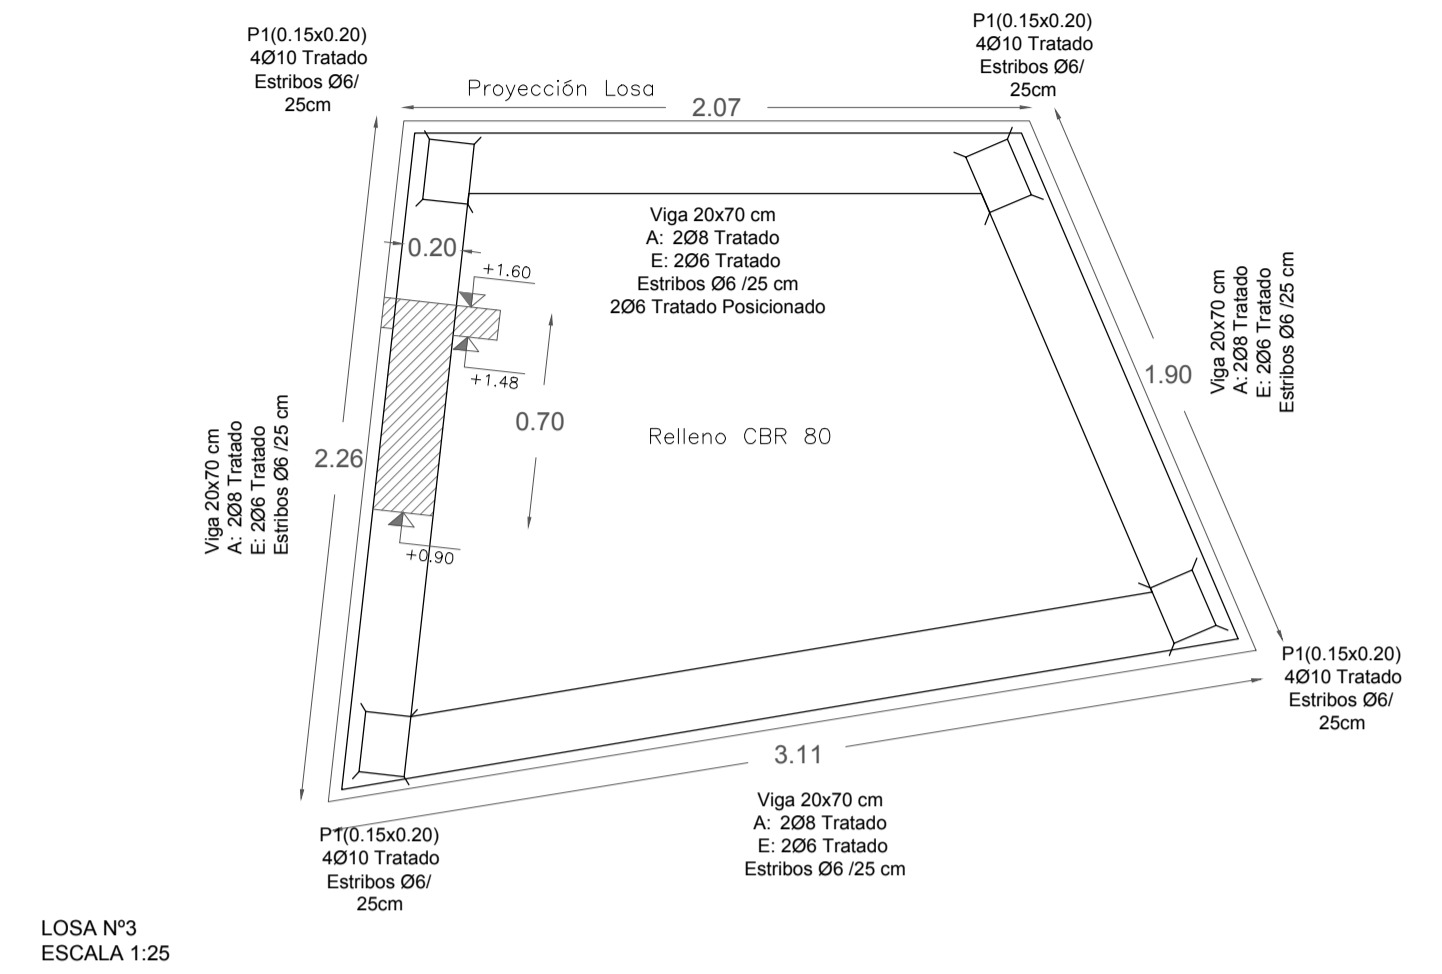 P1(0.15x0.20)
4Ø10 Tratado
Estribos Ø6/
25cm
P1(0.15x0.20)
4Ø10 Tratado
Estribos Ø6/
25cm
Proyección Losa
2.07
Viga 20x70 cm
A: 2Ø8 Tratado
E: 2Ø6 Tratado
Estribos Ø6 /25 cm
2Ø6 Tratado Posicionado
0.20
+1.60
+1.48
0.70
+0.90
Relleno CBR 80
1.90
Viga 20x70 cm
A: 2Ø8 Tratado
E: 2Ø6 Tratado
Estribos Ø6 /25 cm
2.26
Viga 20x70 cm
A: 2Ø8 Tratado
E: 2Ø6 Tratado
Estribos Ø6 /25 cm
P1(0.15x0.20)
4Ø10 Tratado
Estribos Ø6/
25cm
3.11
Viga 20x70 cm
A: 2Ø8 Tratado
E: 2Ø6 Tratado
Estribos Ø6 /25 cm
P1(0.15x0.20)
4Ø10 Tratado
Estribos Ø6/
25cm
LOSA Nº3
ESCALA 1:25